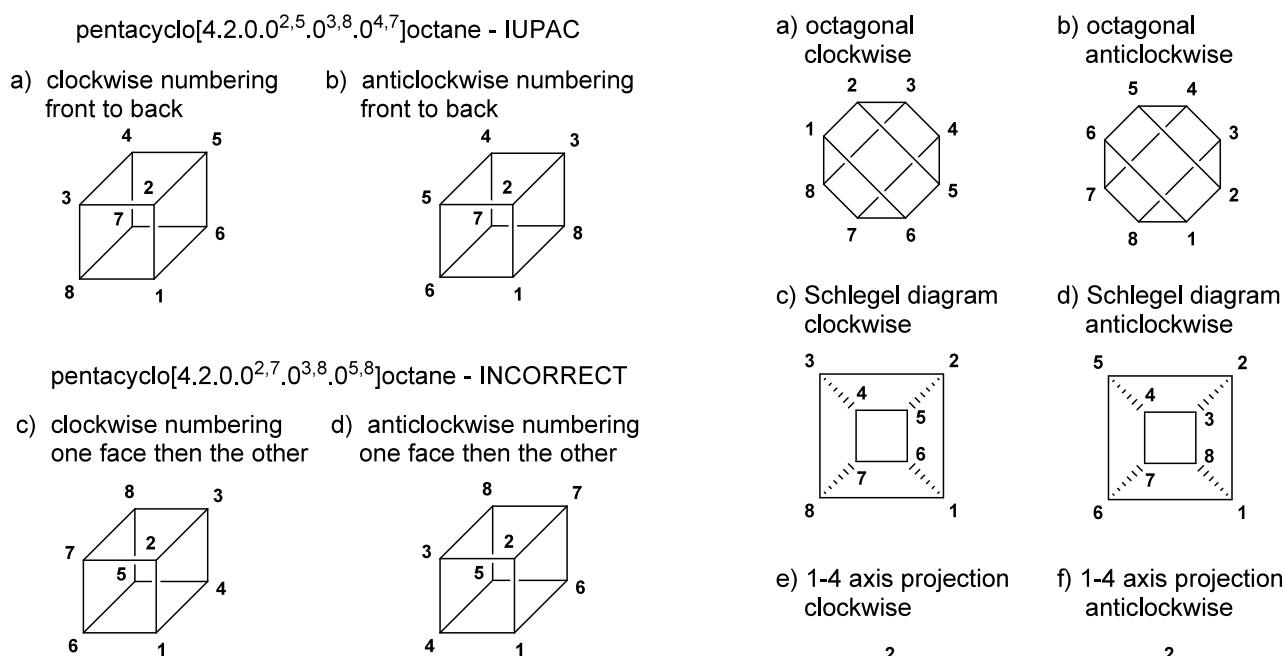 pentacyclo[4.2.0.0^2,5.0^3,8.0^4,7]octane - IUPAC
a) clockwise numbering
front to back
b) anticlockwise numbering
front to back
4 5
3 2
7 6
8 1
4 3
5 2
7 8
6 1
pentacyclo[4.2.0.0^2,7.0^3,8.0^5,8]octane - INCORRECT
c) clockwise numbering
one face then the other
d) anticlockwise numbering
one face then the other
8 3
7 2
5 4
6 1
8 7
3 2
5 6
4 1
a) octagonal
clockwise
b) octagonal
anticlockwise
2 3
1 4
8 5
7 6
5 4
6 3
7 2
8 1
c) Schlegel diagram
clockwise
d) Schlegel diagram
anticlockwise
3 2
4 5
6
7
8 1
5 2
4 3
8
7
6 1
e) 1-4 axis projection
clockwise
f) 1-4 axis projection
anticlockwise
2
2